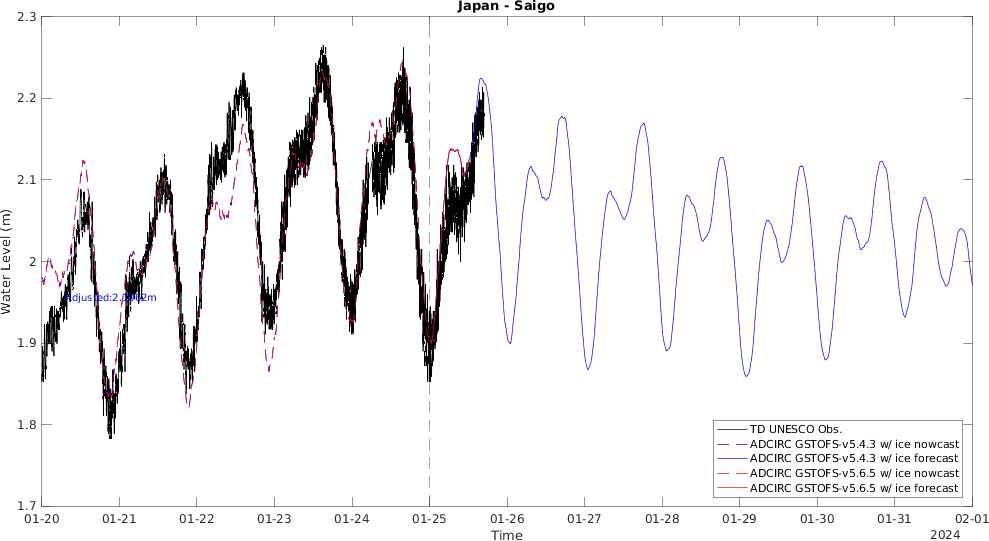 Japan - Saigo
Water Level (m)
2.3
2.2
2.1
2
1.9
1.8
1.7
01-20 01-21 01-22 01-23 01-24 01-25 01-26 01-27 01-28 01-29 01-30 01-31 02-01
Time
2024
TD UNESCO Obs.
ADCIRC GSTOFS-v5.4.3 w/ ice nowcast
ADCIRC GSTOFS-v5.4.3 w/ ice forecast
ADCIRC GSTOFS-v5.6.5 w/ ice nowcast
ADCIRC GSTOFS-v5.6.5 w/ ice forecast